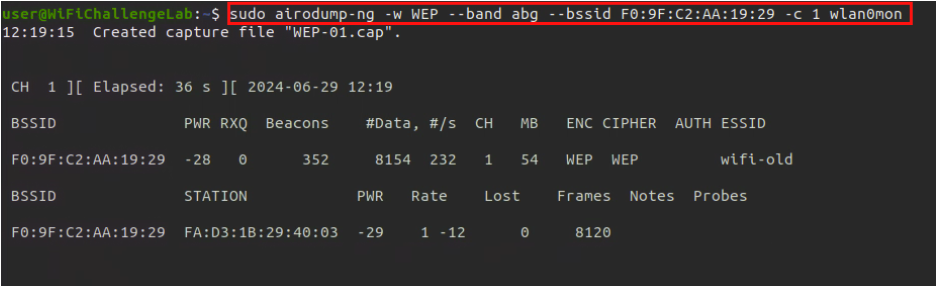 user@WiFiChallengeLab:~$ sudo airodump-ng -w WEP --band abg --bssid F0:9F:C2:AA:19:29 -c 1 wlan0mon
12:19:15  Created capture file "WEP-01.cap".
CH  1 ][ Elapsed: 36 s ][ 2024-06-29 12:19
BSSID              PWR RXQ  Beacons    #Data, #/s  CH   MB   ENC CIPHER  AUTH ESSID
F0:9F:C2:AA:19:29  -28   0      352     8154  232   1   54   WEP  WEP         wifi-old
BSSID              STATION            PWR   Rate    Lost    Frames  Notes  Probes
F0:9F:C2:AA:19:29  FA:D3:1B:29:40:03  -29    1 -12      0     8120